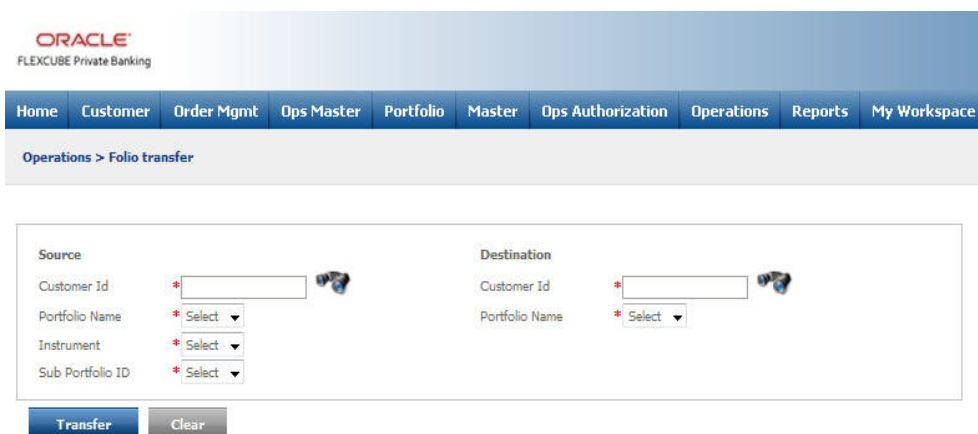 ORACLE
FLEXCUBE Private Banking
Home Customer Order Mgmt Ops Master Portfolio Master Ops Authorization Operations Reports My Workspace
Operations > Folio transfer
Source Destination
Customer Id * Customer Id *
Portfolio Name * Select Portfolio Name * Select
Instrument * Select
Sub Portfolio ID * Select
Transfer Clear